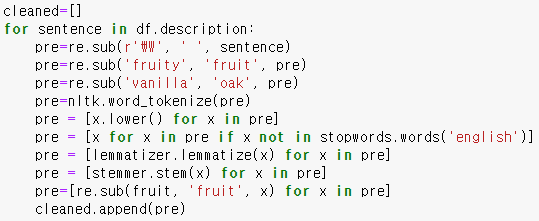 cleaned=[]
for sentence in df.description:
    pre=re.sub(r'₩W', ' ', sentence)
    pre=re.sub('fruity', 'fruit', pre)
    pre=re.sub('vanilla', 'oak', pre)
    pre=nltk.word_tokenize(pre)
    pre = [x.lower() for x in pre]
    pre = [x for x in pre if x not in stopwords.words('english')]
    pre = [lemmatizer.lemmatize(x) for x in pre]
    pre = [stemmer.stem(x) for x in pre]
    pre=[re.sub(fruit, 'fruit', x) for x in pre]
    cleaned.append(pre)